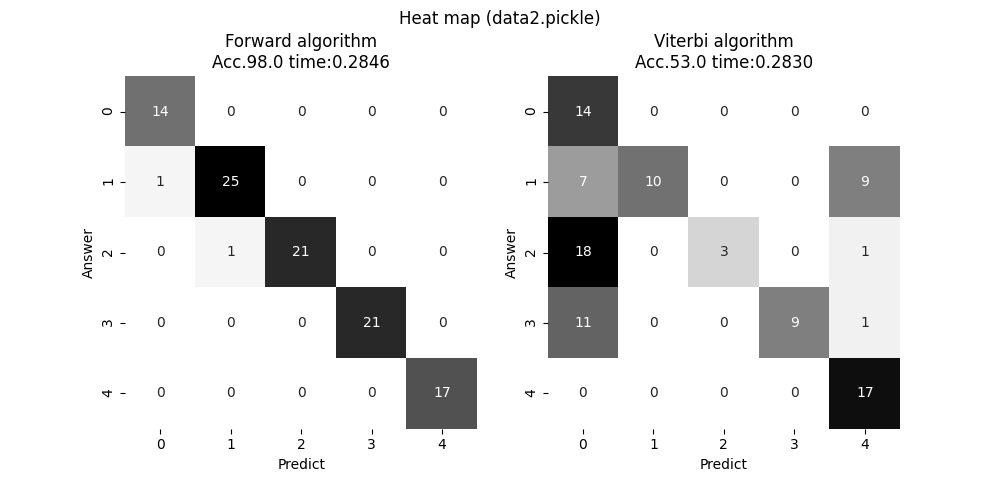 Heat map (data2.pickle)
Forward algorithm
Acc.98.0 time:0.2846
Answer
0 14 0 0 0 0
1 1 25 0 0 0
2 0 1 21 0 0
3 0 0 0 21 0
4 0 0 0 0 17
0 1 2 3 4
Predict
Viterbi algorithm
Acc.53.0 time:0.2830
Answer
0 14 0 0 0 0
1 7 10 0 0 9
2 18 0 3 0 1
3 11 0 0 9 1
4 0 0 0 0 17
0 1 2 3 4
Predict